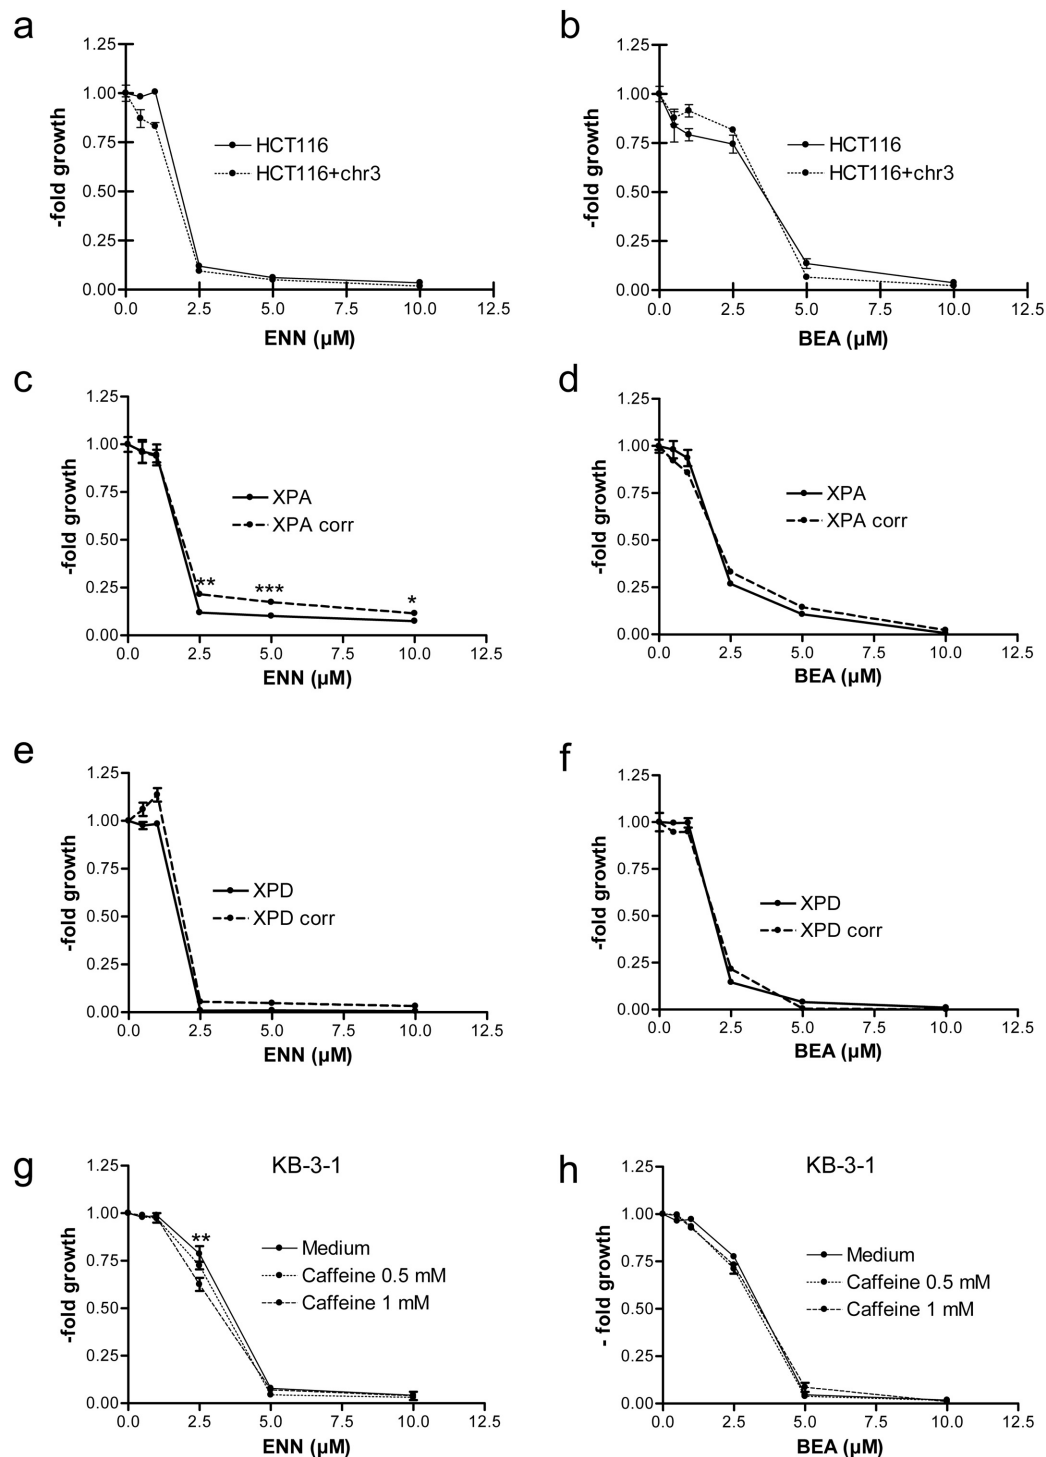 a
1.25
1.00
0.75
0.50
0.25
0.00
-fold growth
HCT116
HCT116+chr3
0.0 2.5 5.0 7.5 10.0 12.5
ENN (µM)
b
1.25
1.00
0.75
0.50
0.25
0.00
-fold growth
HCT116
HCT116+chr3
0.0 2.5 5.0 7.5 10.0 12.5
BEA (µM)
c
1.25
1.00
0.75
0.50
0.25
0.00
-fold growth
XPA
XPA corr
** *** *
0.0 2.5 5.0 7.5 10.0 12.5
ENN (µM)
d
1.25
1.00
0.75
0.50
0.25
0.00
-fold growth
XPA
XPA corr
0.0 2.5 5.0 7.5 10.0 12.5
BEA (µM)
e
1.25
1.00
0.75
0.50
0.25
0.00
-fold growth
XPD
XPD corr
0.0 2.5 5.0 7.5 10.0 12.5
ENN (µM)
f
1.25
1.00
0.75
0.50
0.25
0.00
-fold growth
XPD
XPD corr
0.0 2.5 5.0 7.5 10.0 12.5
BEA (µM)
g
KB-3-1
1.25
1.00
0.75
0.50
0.25
0.00
-fold growth
**
Medium
Caffeine 0.5 mM
Caffeine 1 mM
0.0 2.5 5.0 7.5 10.0 12.5
ENN (µM)
h
KB-3-1
1.25
1.00
0.75
0.50
0.25
0.00
- fold growth
Medium
Caffeine 0.5 mM
Caffeine 1 mM
0.0 2.5 5.0 7.5 10.0 12.5
BEA (µM)